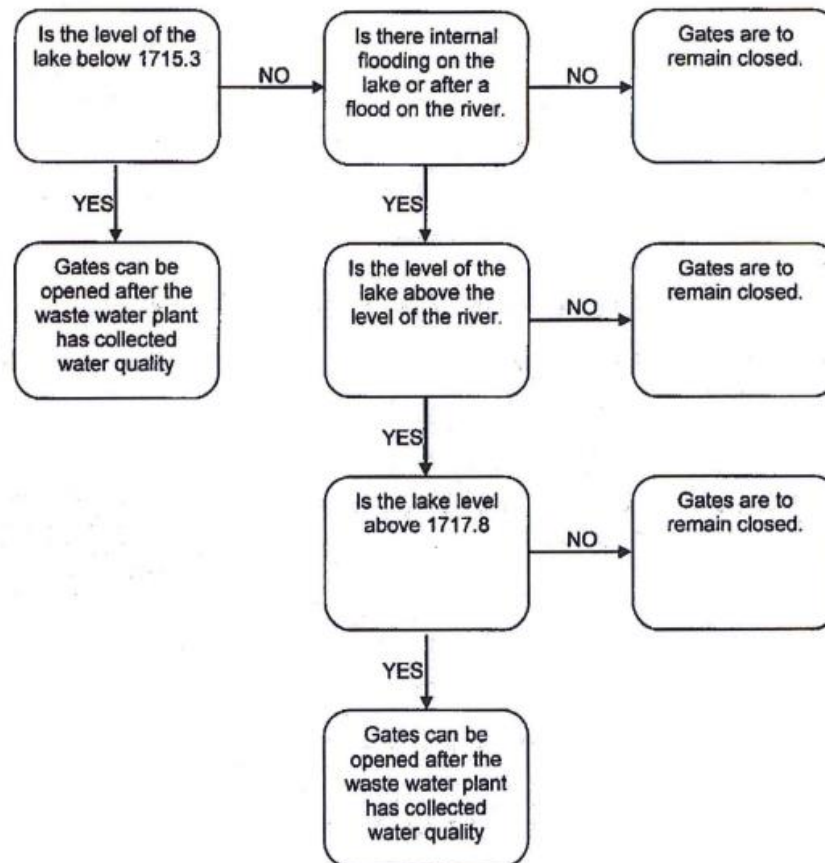 Is the level of the
lake below 1715.3
NO
Is there internal
flooding on the
lake or after a
flood on the river.
NO
Gates are to
remain closed.
YES
YES
Gates can be
opened after the
waste water plant
has collected
water quality
Is the level of the
lake above the
level of the river.
NO
Gates are to
remain closed.
YES
Is the lake level
above 1717.8
NO
Gates are to
remain closed.
YES
Gates can be
opened after the
waste water plant
has collected
water quality